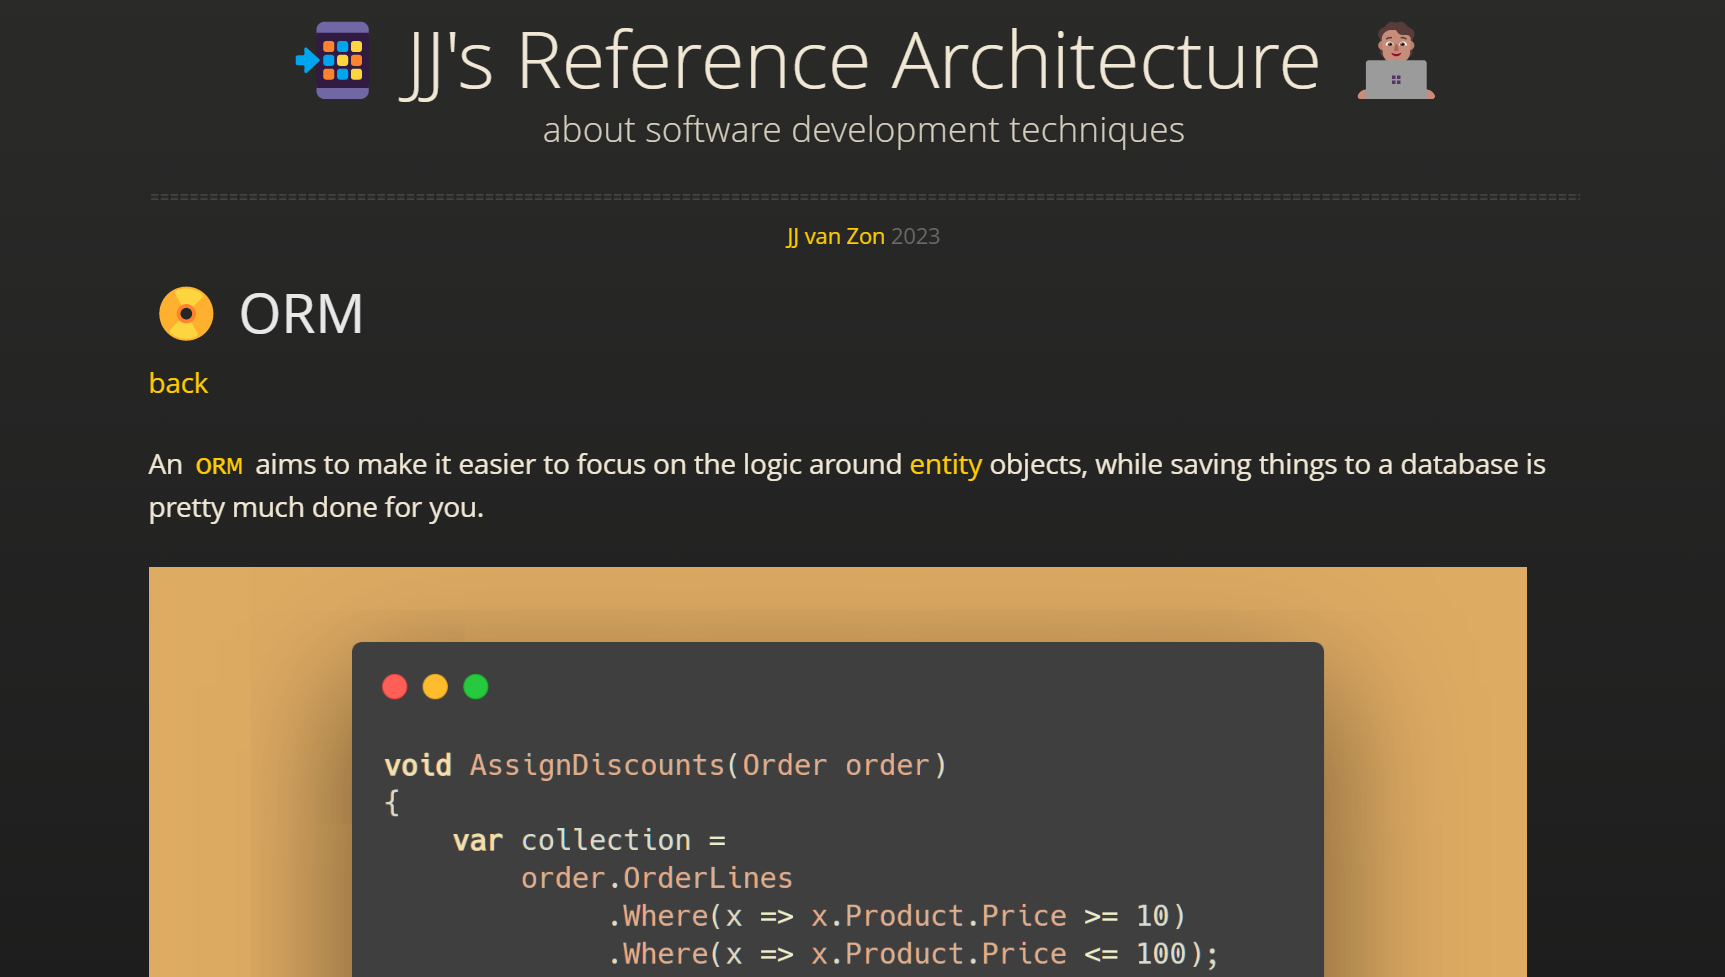 JJ's Reference Architecture
about software development techniques
JJ van Zon 2023
ORM
back
An ORM aims to make it easier to focus on the logic around entity objects, while saving things to a database is
pretty much done for you.
void AssignDiscounts(Order order)
{
    var collection =
        order.OrderLines
             .Where(x => x.Product.Price >= 10)
             .Where(x => x.Product.Price <= 100);